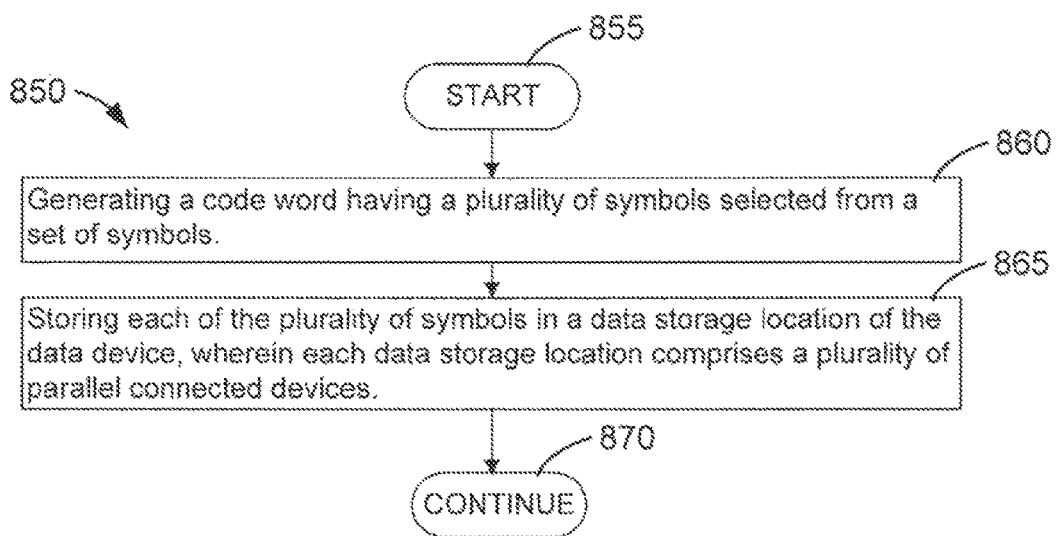 855
START
850
860
Generating a code word having a plurality of symbols selected from a
set of symbols.
865
Storing each of the plurality of symbols in a data storage location of the
data device, wherein each data storage location comprises a plurality of
parallel connected devices.
870
CONTINUE